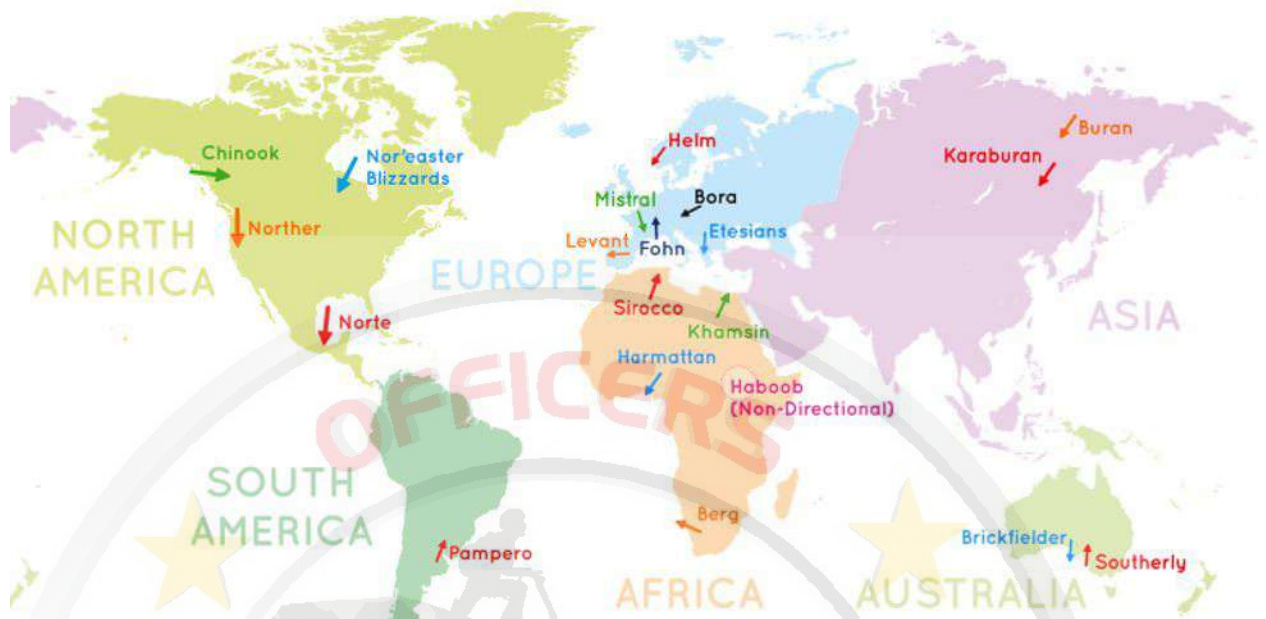 Chinook
Nor'easter
Blizzards
Norther
NORTH
AMERICA
Norte
Helm
Mistral
Bora
Levant
Fohn
Etesians
EUROPE
Buran
Karaburan
ASIA
Sirocco
Khamsin
Harmattan
Haboob
(Non-Directional)
OFFICERS
SOUTH
AMERICA
Pampero
Berg
AFRICA
Brickfielder
Southerly
AUSTRALIA